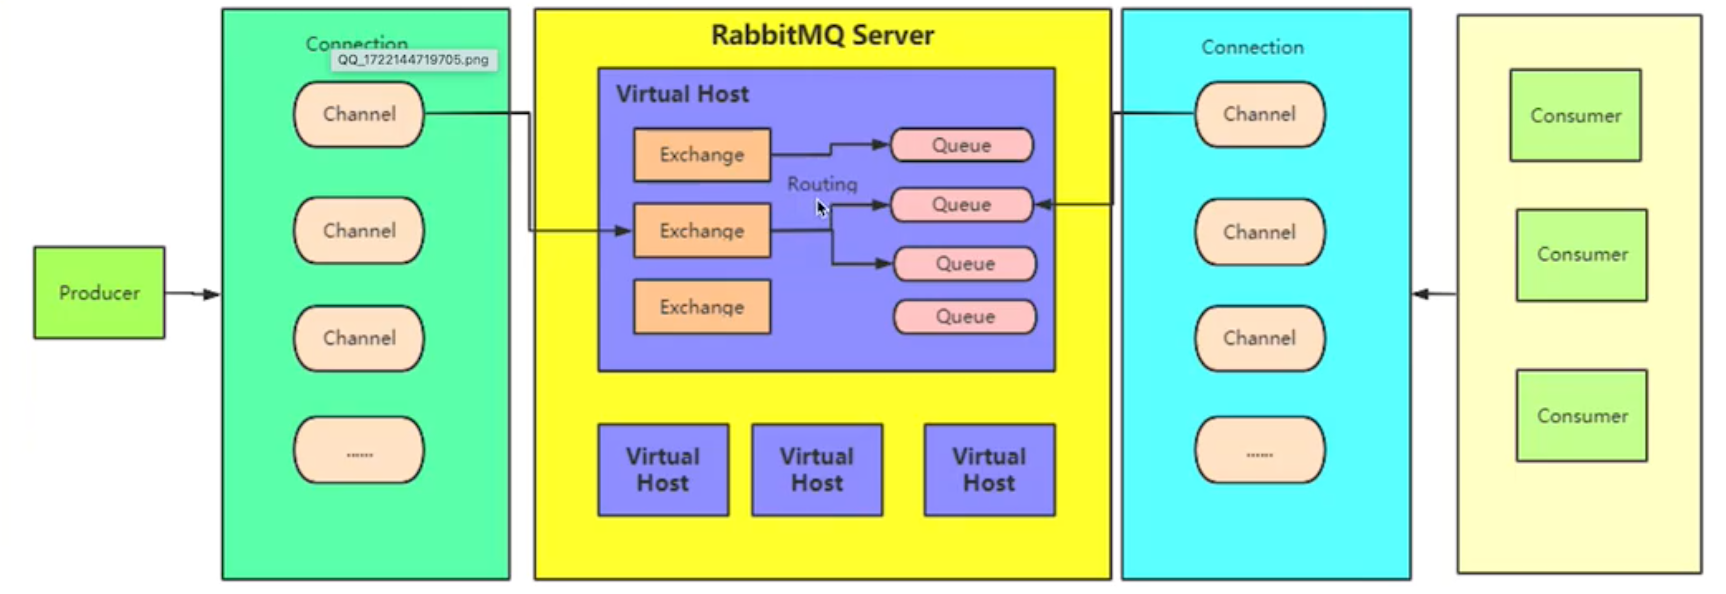 Producer
Connection
QQ_1722144719705.png
Channel
Channel
Channel
......
RabbitMQ Server
Virtual Host
Exchange
Exchange
Exchange
Routing
Queue
Queue
Queue
Queue
Virtual
Host
Virtual
Host
Virtual
Host
Connection
Channel
Channel
Channel
......
Consumer
Consumer
Consumer